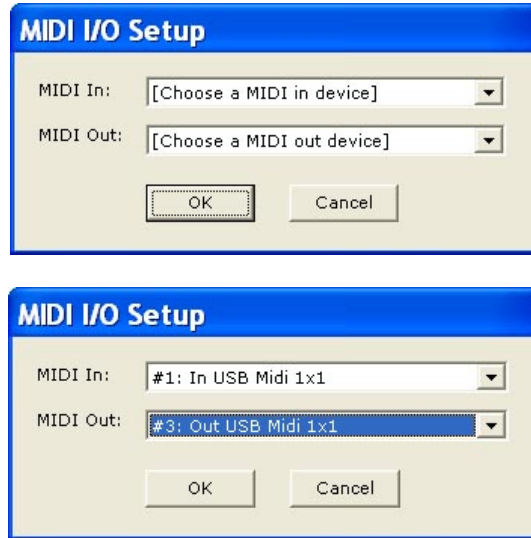 MIDI I/O Setup
MIDI In: [Choose a MIDI in device]
MIDI Out: [Choose a MIDI out device]
OK Cancel
MIDI I/O Setup
MIDI In: #1: In USB Midi 1x1
MIDI Out: #3: Out USB Midi 1x1
OK Cancel